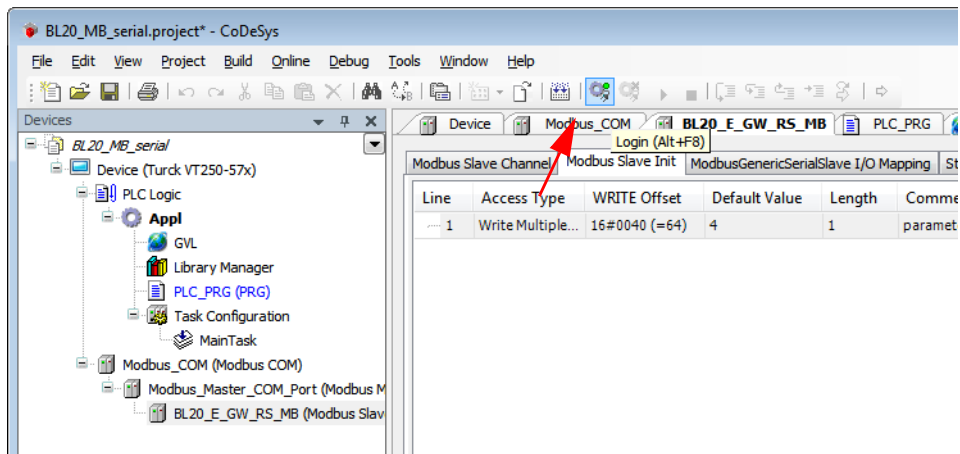 BL20_MB_serial.project* - CoDeSys
File Edit View Project Build Online Debug Tools Window Help
Devices
Device Modbus_COM BL20_E_GW_RS_MB PLC_PRG
Login (Alt+F8)
BL20_MB_serial
Device (Turck VT250-57x)
PLC Logic
Appl
GVL
Library Manager
PLC_PRG (PRG)
Task Configuration
MainTask
Modbus_COM (Modbus COM)
Modbus_Master_COM_Port (Modbus M
BL20_E_GW_RS_MB (Modbus Slav
Modbus Slave Channel Modbus Slave Init ModbusGenericSerialSlave I/O Mapping St
Line Access Type WRITE Offset Default Value Length Comme
1 Write Multiple... 16#0040 (=64) 4 1 paramet